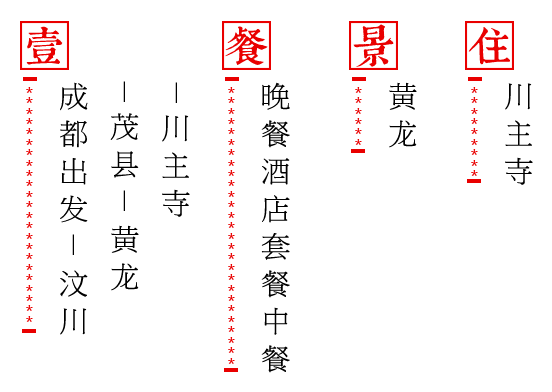 壹
成都出发－汶川
－茂县－黄龙
－川主寺
餐
晚餐酒店套餐中餐
景
黄龙
住
川主寺